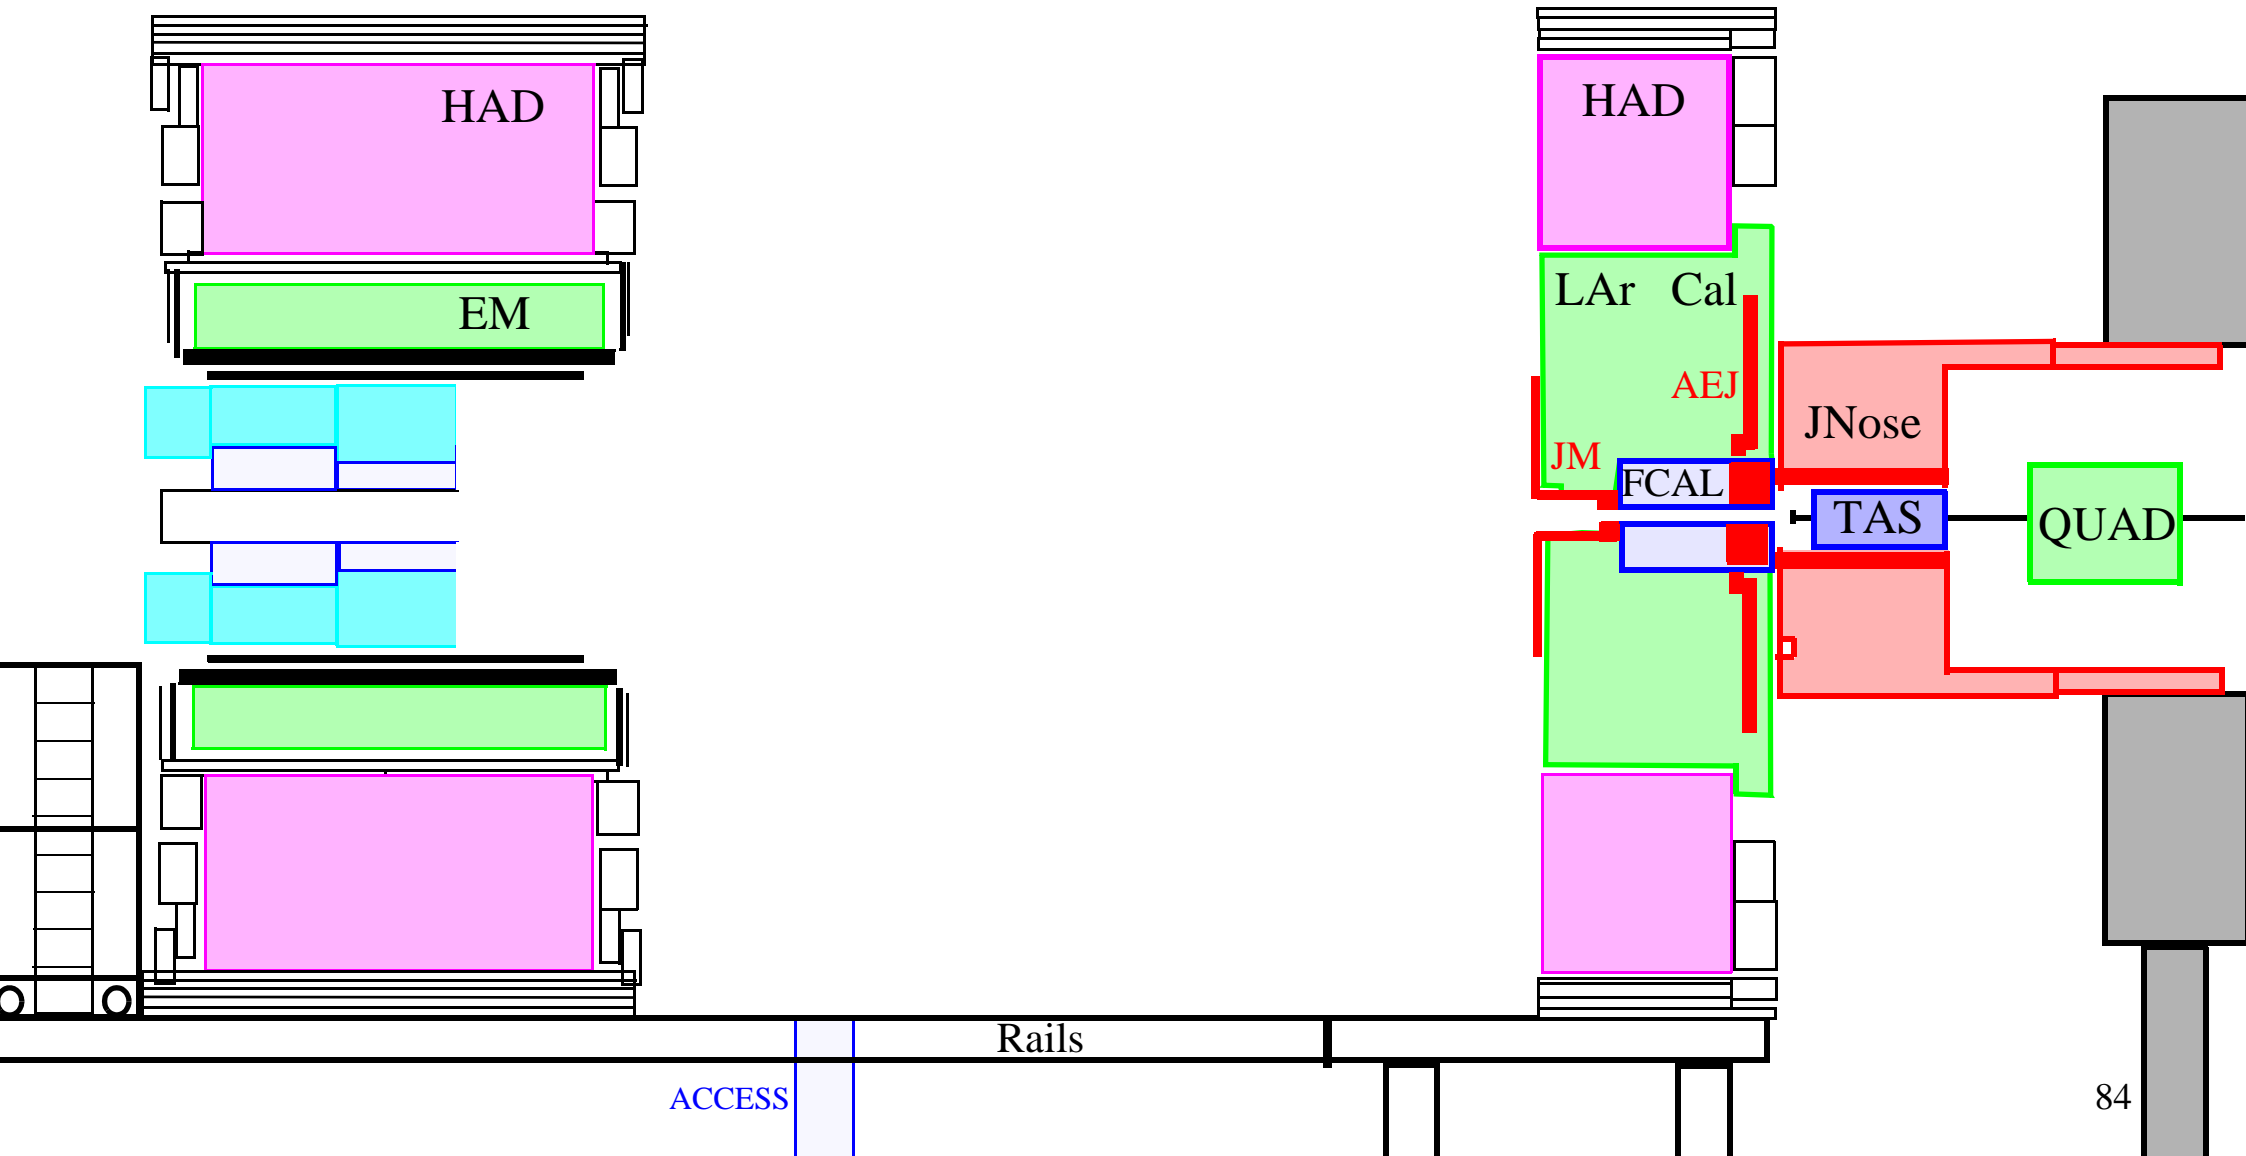 HAD
HAD
EM
LAr Cal
AEJ
JNose
JM
FCAL
TAS
QUAD
Rails
ACCESS
84